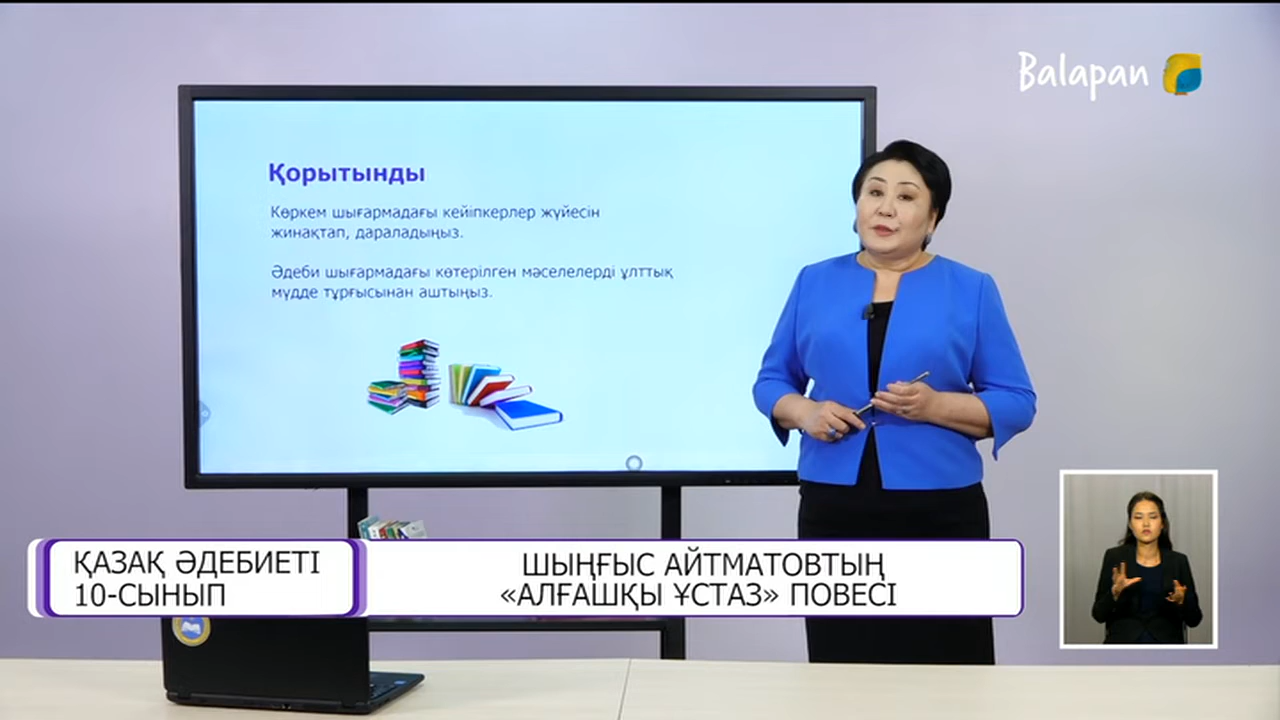 Balapan
Қорытынды
Көркем шығармадағы кейіпкерлер жүйесін
жинақтап, дараладыңыз.
Әдеби шығармадағы көтерілген мәселелерді ұлттық
мүдде тұрғысынан аштыңыз.
ҚАЗАҚ ӘДЕБИЕТІ
10-СЫНЫП
ШЫҢҒЫС АЙТМАТОВТЫҢ
«АЛҒАШҚЫ ҰСТАЗ» ПОВЕСІ